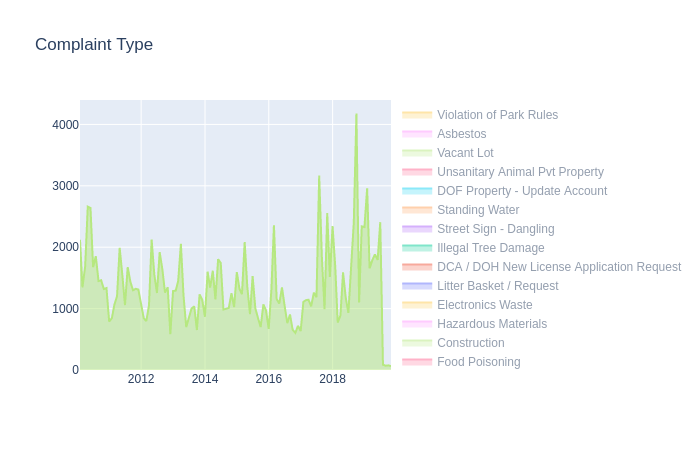 Complaint Type
4000
3000
2000
1000
0
2012
2014
2016
2018
Violation of Park Rules
Asbestos
Vacant Lot
Unsanitary Animal Pvt Property
DOF Property - Update Account
Standing Water
Street Sign - Dangling
Illegal Tree Damage
DCA / DOH New License Application Request
Litter Basket / Request
Electronics Waste
Hazardous Materials
Construction
Food Poisoning